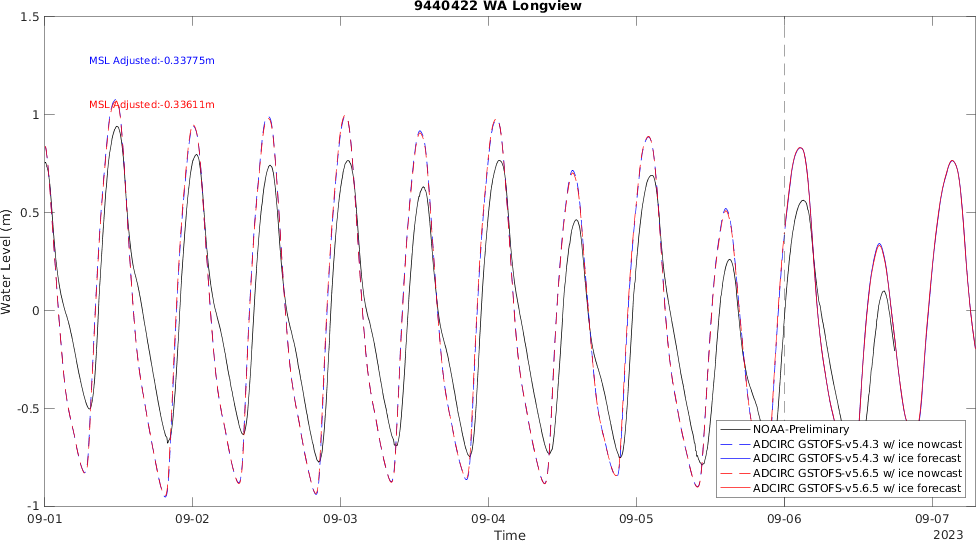 9440422 WA Longview
1.5
MSL Adjusted:-0.33775m
MSL Adjusted:-0.33611m
1
0.5
0
-0.5
-1
Water Level (m)
NOAA-Preliminary
ADCIRC GSTOFS-v5.4.3 w/ ice nowcast
ADCIRC GSTOFS-v5.4.3 w/ ice forecast
ADCIRC GSTOFS-v5.6.5 w/ ice nowcast
ADCIRC GSTOFS-v5.6.5 w/ ice forecast
09-01 09-02 09-03 09-04 09-05 09-06 09-07
Time
2023